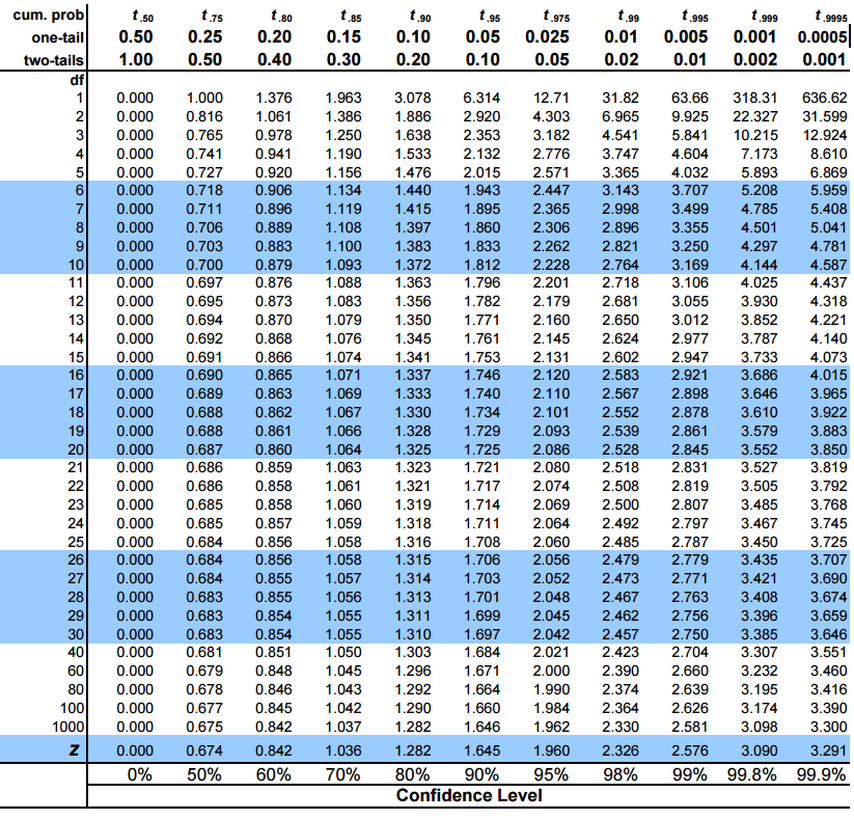 cum. prob t.50 t.75 t.80 t.85 t.90 t.95 t.975 t.99 t.995 t.999 t.9995
one-tail 0.50 0.25 0.20 0.15 0.10 0.05 0.025 0.01 0.005 0.001 0.0005
two-tails 1.00 0.50 0.40 0.30 0.20 0.10 0.05 0.02 0.01 0.002 0.001
df
1 0.000 1.000 1.376 1.963 3.078 6.314 12.71 31.82 63.66 318.31 636.62
2 0.000 0.816 1.061 1.386 1.886 2.920 4.303 6.965 9.925 22.327 31.599
3 0.000 0.765 0.978 1.250 1.638 2.353 3.182 4.541 5.841 10.215 12.924
4 0.000 0.741 0.941 1.190 1.533 2.132 2.776 3.747 4.604 7.173 8.610
5 0.000 0.727 0.920 1.156 1.476 2.015 2.571 3.365 4.032 5.893 6.869
6 0.000 0.718 0.906 1.134 1.440 1.943 2.447 3.143 3.707 5.208 5.959
7 0.000 0.711 0.896 1.119 1.415 1.895 2.365 2.998 3.499 4.785 5.408
8 0.000 0.706 0.889 1.108 1.397 1.860 2.306 2.896 3.355 4.501 5.041
9 0.000 0.703 0.883 1.100 1.383 1.833 2.262 2.821 3.250 4.297 4.781
10 0.000 0.700 0.879 1.093 1.372 1.812 2.228 2.764 3.169 4.144 4.587
11 0.000 0.697 0.876 1.088 1.363 1.796 2.201 2.718 3.106 4.025 4.437
12 0.000 0.695 0.873 1.083 1.356 1.782 2.179 2.681 3.055 3.930 4.318
13 0.000 0.694 0.870 1.079 1.350 1.771 2.160 2.650 3.012 3.852 4.221
14 0.000 0.692 0.868 1.076 1.345 1.761 2.145 2.624 2.977 3.787 4.140
15 0.000 0.691 0.866 1.074 1.341 1.753 2.131 2.602 2.947 3.733 4.073
16 0.000 0.690 0.865 1.071 1.337 1.746 2.120 2.583 2.921 3.686 4.015
17 0.000 0.689 0.863 1.069 1.333 1.740 2.110 2.567 2.898 3.646 3.965
18 0.000 0.688 0.862 1.067 1.330 1.734 2.101 2.552 2.878 3.610 3.922
19 0.000 0.688 0.861 1.066 1.328 1.729 2.093 2.539 2.861 3.579 3.883
20 0.000 0.687 0.860 1.064 1.325 1.725 2.086 2.528 2.845 3.552 3.850
21 0.000 0.686 0.859 1.063 1.323 1.721 2.080 2.518 2.831 3.527 3.819
22 0.000 0.686 0.858 1.061 1.321 1.717 2.074 2.508 2.819 3.505 3.792
23 0.000 0.685 0.858 1.060 1.319 1.714 2.069 2.500 2.807 3.485 3.768
24 0.000 0.685 0.857 1.059 1.318 1.711 2.064 2.492 2.797 3.467 3.745
25 0.000 0.684 0.856 1.058 1.316 1.708 2.060 2.485 2.787 3.450 3.725
26 0.000 0.684 0.856 1.058 1.315 1.706 2.056 2.479 2.779 3.435 3.707
27 0.000 0.684 0.855 1.057 1.314 1.703 2.052 2.473 2.771 3.421 3.690
28 0.000 0.683 0.855 1.056 1.313 1.701 2.048 2.467 2.763 3.408 3.674
29 0.000 0.683 0.854 1.055 1.311 1.699 2.045 2.462 2.756 3.396 3.659
30 0.000 0.683 0.854 1.055 1.310 1.697 2.042 2.457 2.750 3.385 3.646
40 0.000 0.681 0.851 1.050 1.303 1.684 2.021 2.423 2.704 3.307 3.551
60 0.000 0.679 0.848 1.045 1.296 1.671 2.000 2.390 2.660 3.232 3.460
80 0.000 0.678 0.846 1.043 1.292 1.664 1.990 2.374 2.639 3.195 3.416
100 0.000 0.677 0.845 1.042 1.290 1.660 1.984 2.364 2.626 3.174 3.390
1000 0.000 0.675 0.842 1.037 1.282 1.646 1.962 2.330 2.581 3.098 3.300
Z 0.000 0.674 0.842 1.036 1.282 1.645 1.960 2.326 2.576 3.090 3.291
0% 50% 60% 70% 80% 90% 95% 98% 99% 99.8% 99.9%
Confidence Level